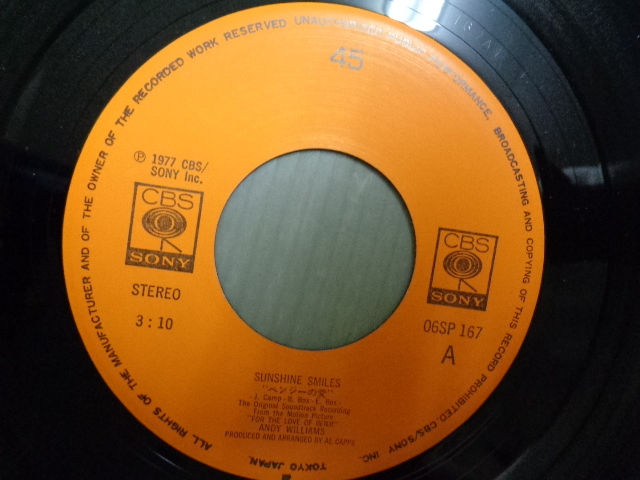 ALL RIGHTS OF THE MANUFACTURER AND OF THE OWNER OF THE RECORDED WORK RESERVED UNAUTHORIZED PUBLIC PERFORMANCE, BROADCASTING AND COPYING OF THIS RECORD PROHIBITED CBS/SONY INC. TOKYO JAPAN.
45
℗ 1977 CBS/
SONY Inc.
CBS
SONY
STEREO
3:10
CBS
SONY
06SP 167
A
SUNSHINE SMILES
"ベンジーの愛"
J. Camp-B. Box-E. Box-
The Original Soundtrack Recording
From the Motion Picture
"FOR THE LOVE OF BENJI"
ANDY WILLIAMS
PRODUCED AND ARRANGED BY AL CAPPS